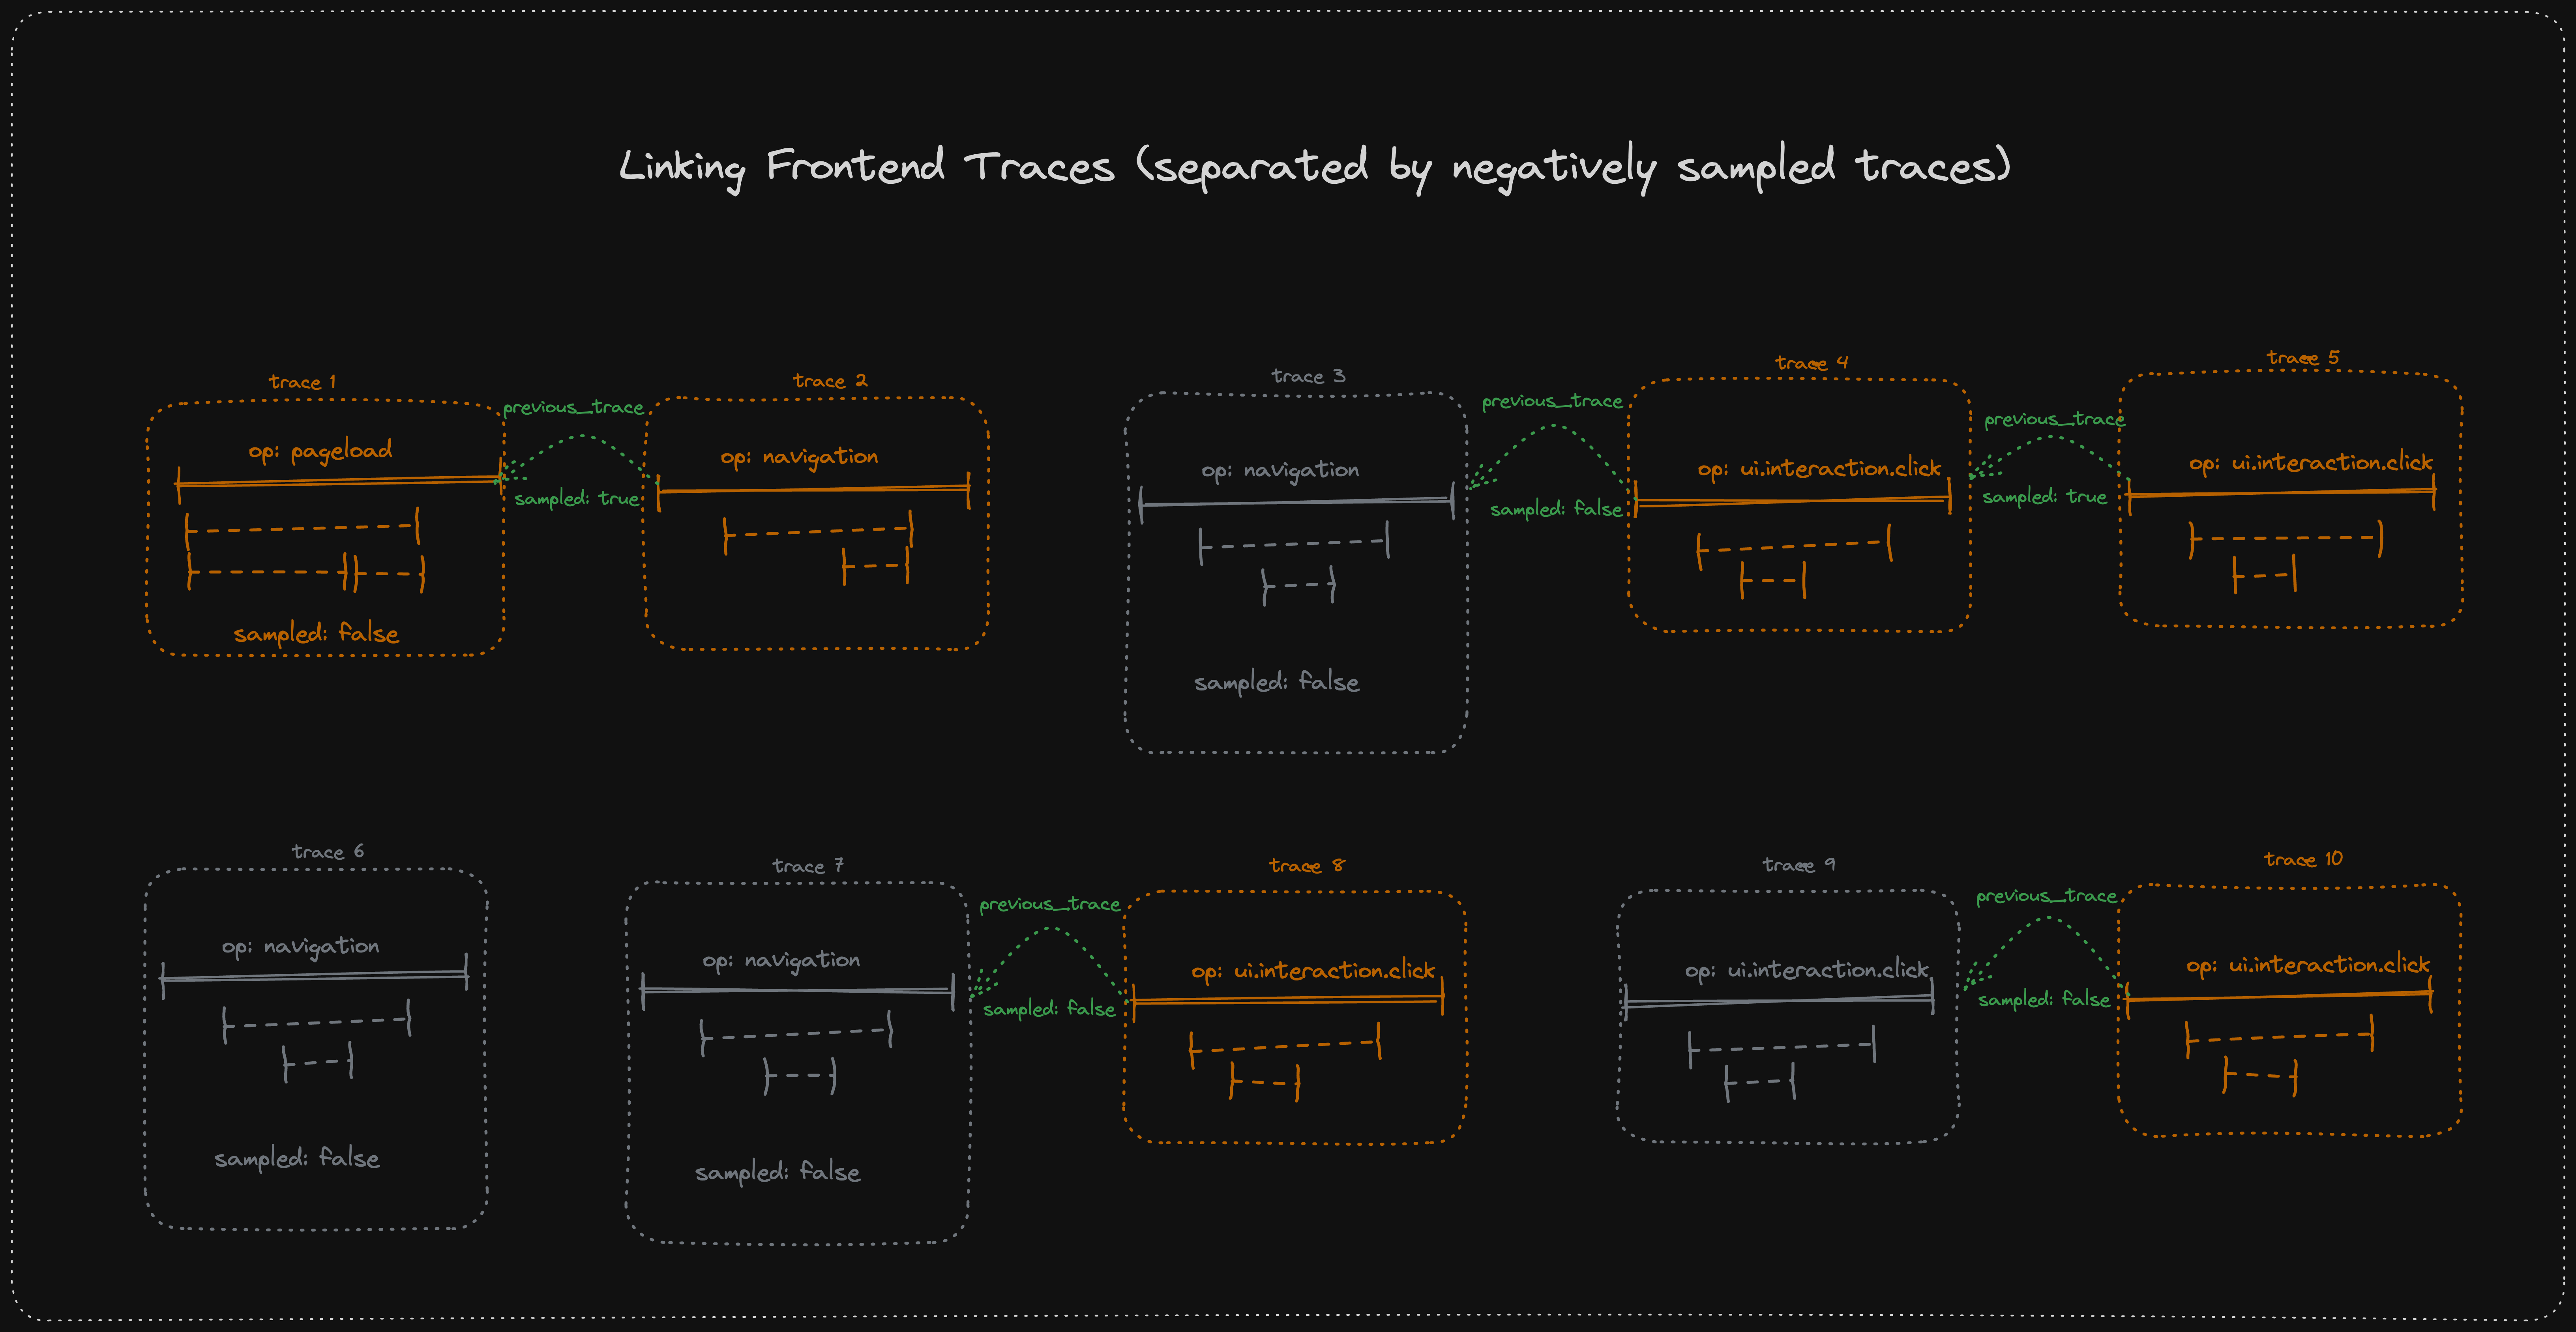 Linking Frontend Traces (separated by negatively sampled traces)
trace 1
op: pageload
sampled: false
previous_trace
sampled: true
trace 2
op: navigation
trace 3
op: navigation
sampled: false
previous_trace
sampled: false
trace 4
op: ui.interaction.click
previous_trace
sampled: true
trace 5
op: ui.interaction.click
trace 6
op: navigation
sampled: false
trace 7
op: navigation
sampled: false
previous_trace
sampled: false
trace 8
op: ui.interaction.click
trace 9
op: ui.interaction.click
previous_trace
sampled: false
trace 10
op: ui.interaction.click